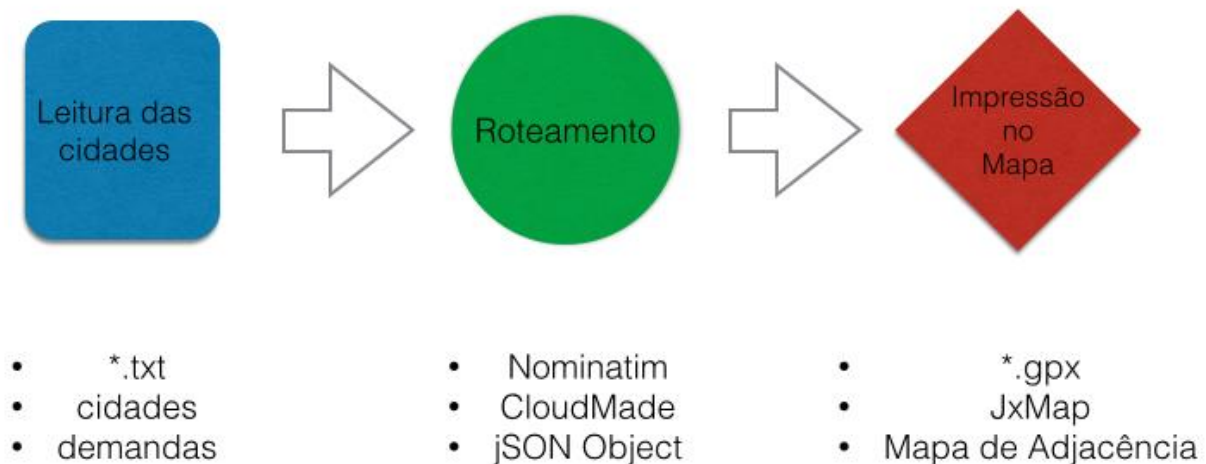 Leitura das
cidades
Roteamento
Impressão
no
Mapa
• *.txt
• cidades
• demandas
• Nominatim
• CloudMade
• jSON Object
• *.gpx
• JxMap
• Mapa de Adjacência